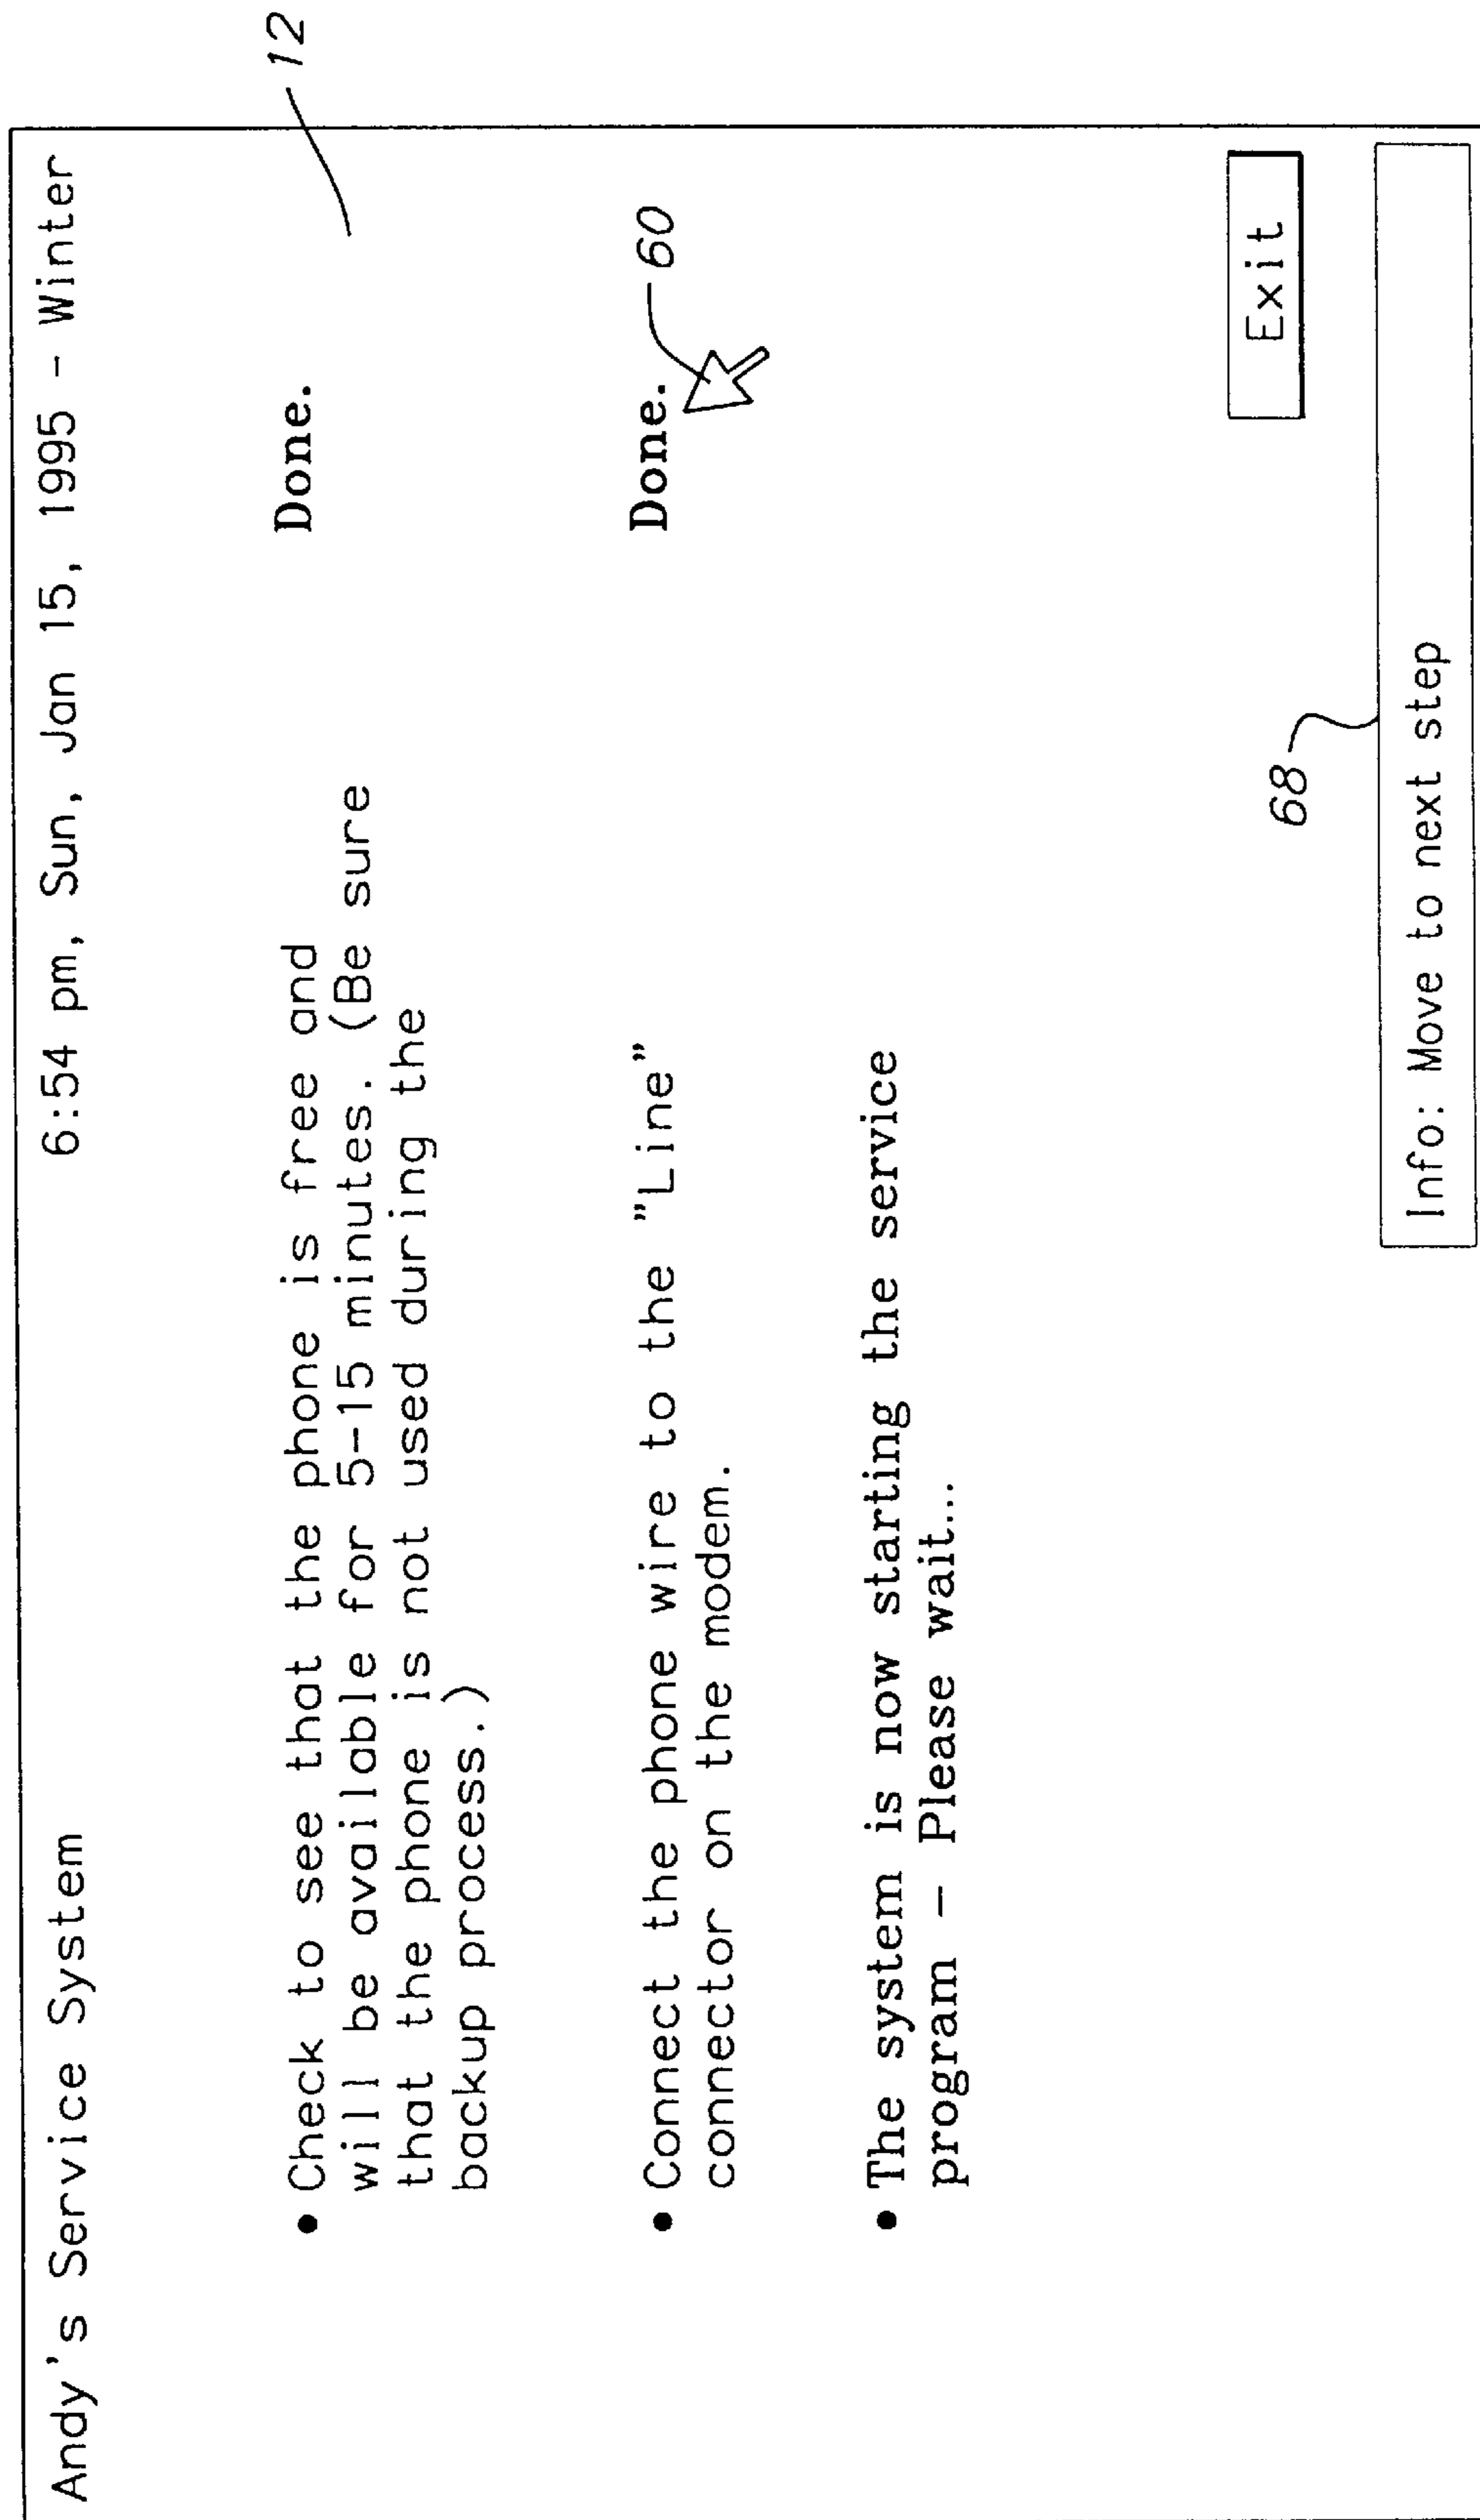 Andy's Service System 6:54 pm, Sun, Jan 15, 1995 - Winter
12
• Check to see that the phone is free and Done.
will be available for 5-15 minutes. (Be sure
that the phone is not used during the
backup process.)
• Connect the phone wire to the "Line" Done. 60
connector on the modem.
• The system is now starting the service
program – Please wait...
68
Exit
Info: Move to next step